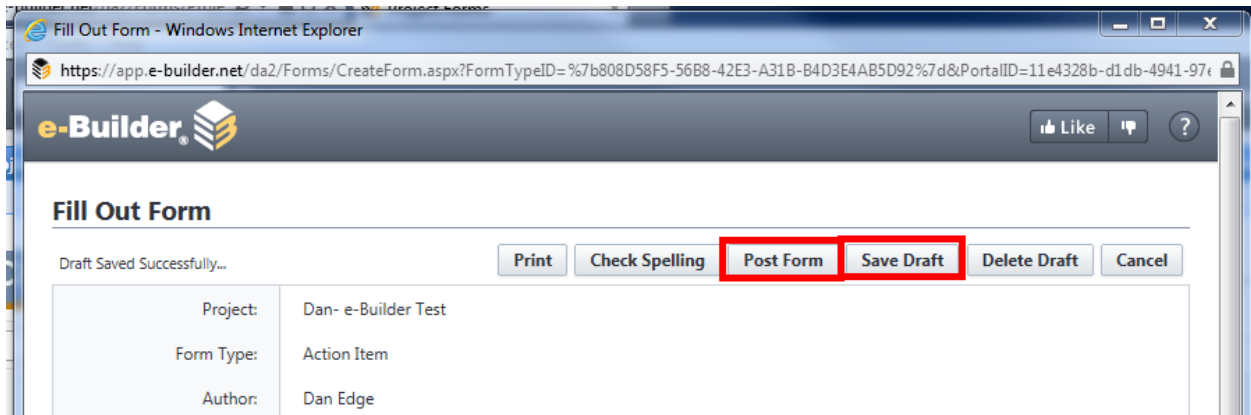 Fill Out Form - Windows Internet Explorer
https://app.e-builder.net/da2/Forms/CreateForm.aspx?FormTypeID=%7b808D58F5-56B8-42E3-A31B-B4D3E4AB5D92%7d&PortalID=11e4328b-d1db-4941-97e
e-Builder®
Like ?
Fill Out Form
Draft Saved Successfully... Print Check Spelling Post Form Save Draft Delete Draft Cancel
Project: Dan- e-Builder Test
Form Type: Action Item
Author: Dan Edge